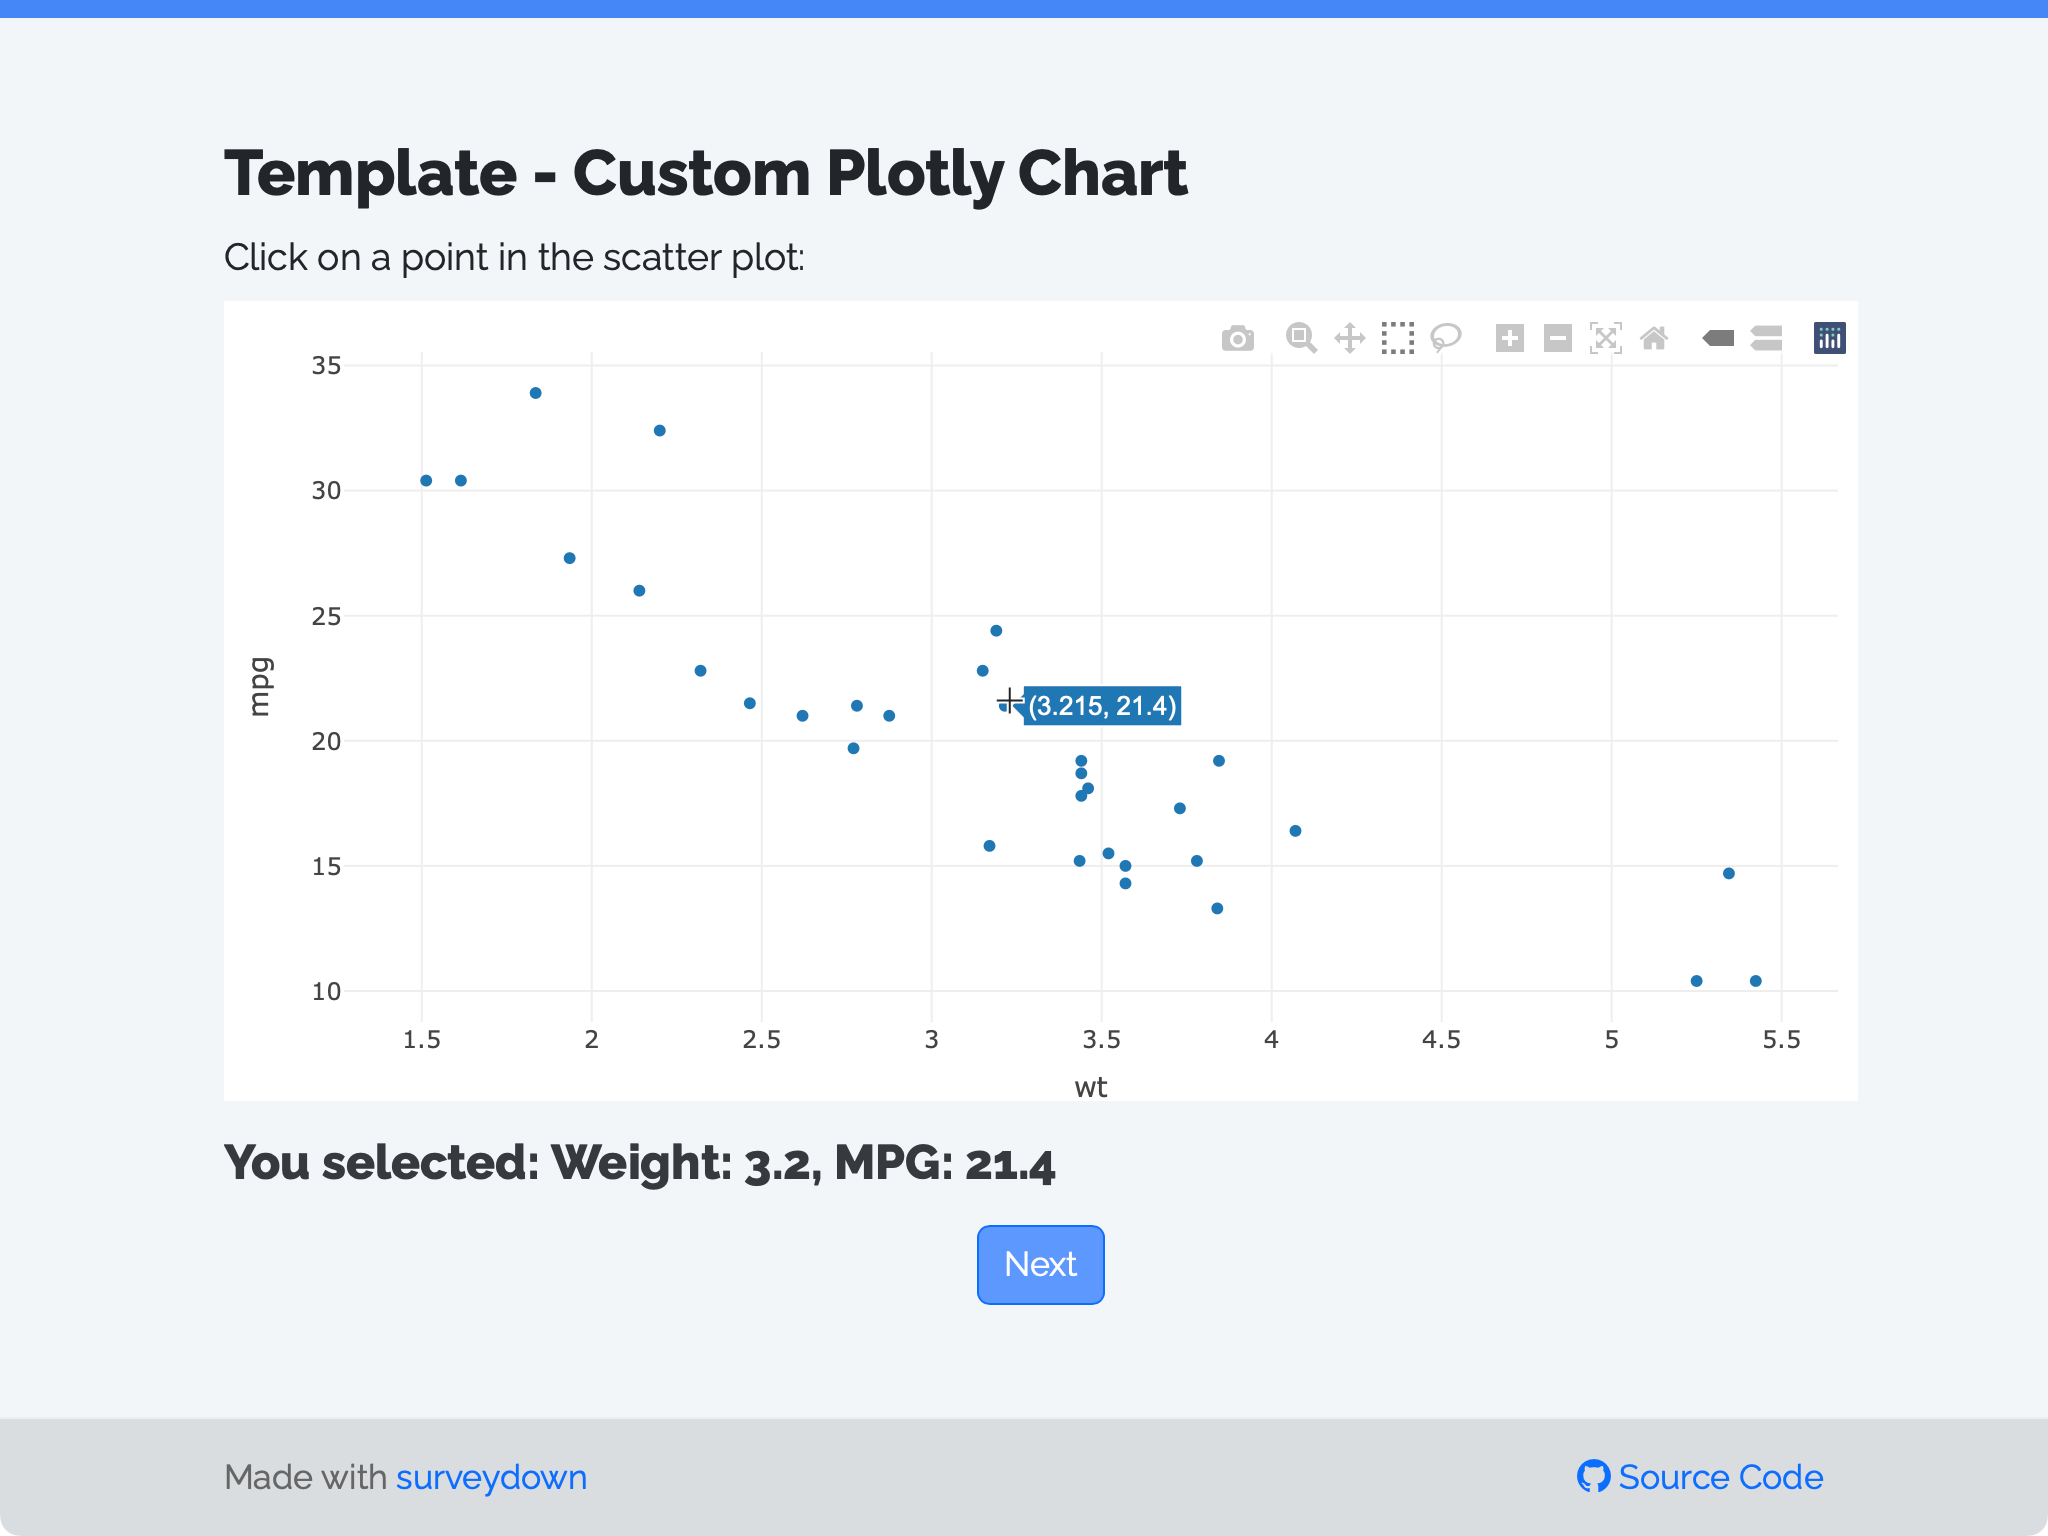 Template - Custom Plotly Chart
Click on a point in the scatter plot:
35
30
25
20
15
10
mpg
(3.215, 21.4)
1.5 2 2.5 3 3.5 4 4.5 5 5.5
wt
You selected: Weight: 3.2, MPG: 21.4
Next
Made with surveydown
Source Code